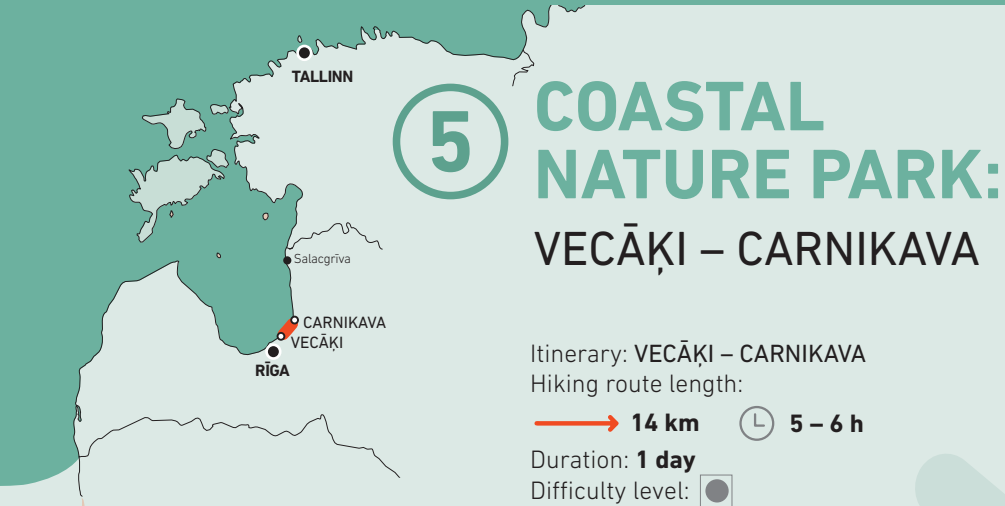 TALLINN
5
COASTAL
NATURE PARK:
VECĀĶI – CARNIKAVA
Salacgrīva
CARNIKAVA
VECĀĶI
RĪGA
Itinerary: VECĀĶI – CARNIKAVA
Hiking route length:
14 km 5 – 6 h
Duration: 1 day
Difficulty level: